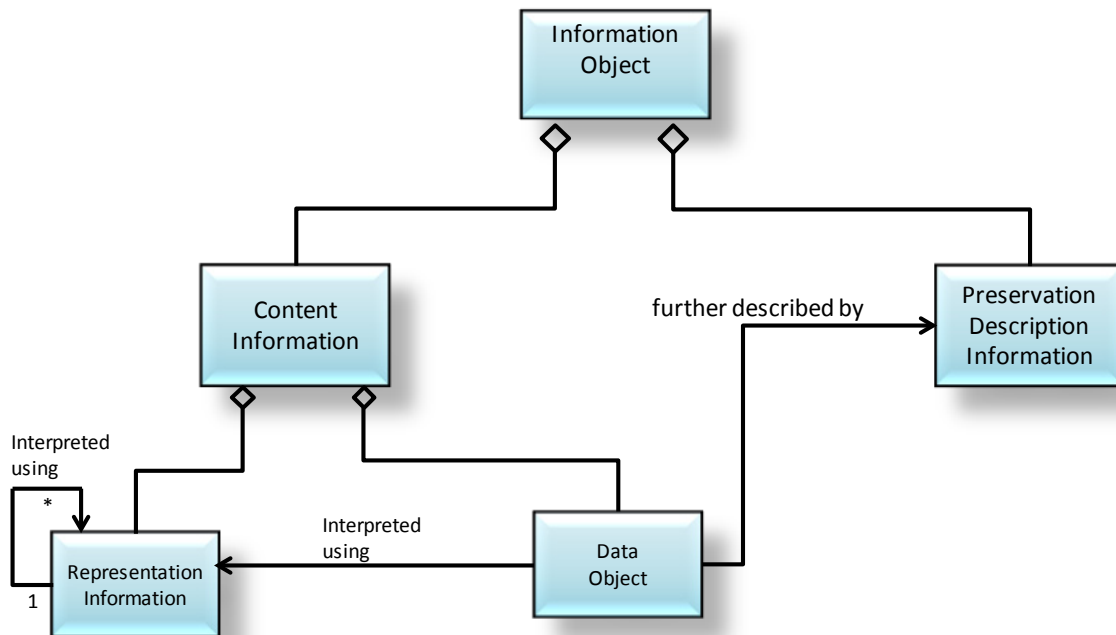 Information
Object
Content
Information
further described by
Preservation
Description
Information
Interpreted
using
*
1
Representation
Information
Interpreted
using
Data
Object